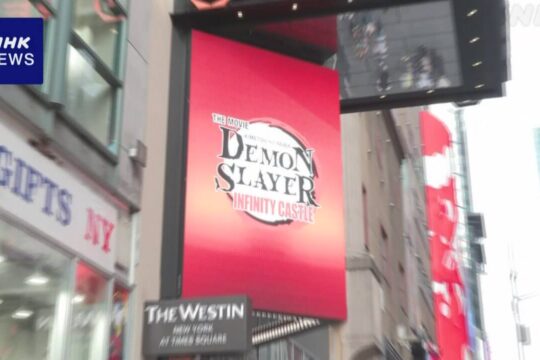 NHK
NEWS
THE MOVIE
DEMON
SLAYER
INFINITY CASTLE
GIFTS NY
THE WESTIN
NEW YORK
AT TIMES SQUARE